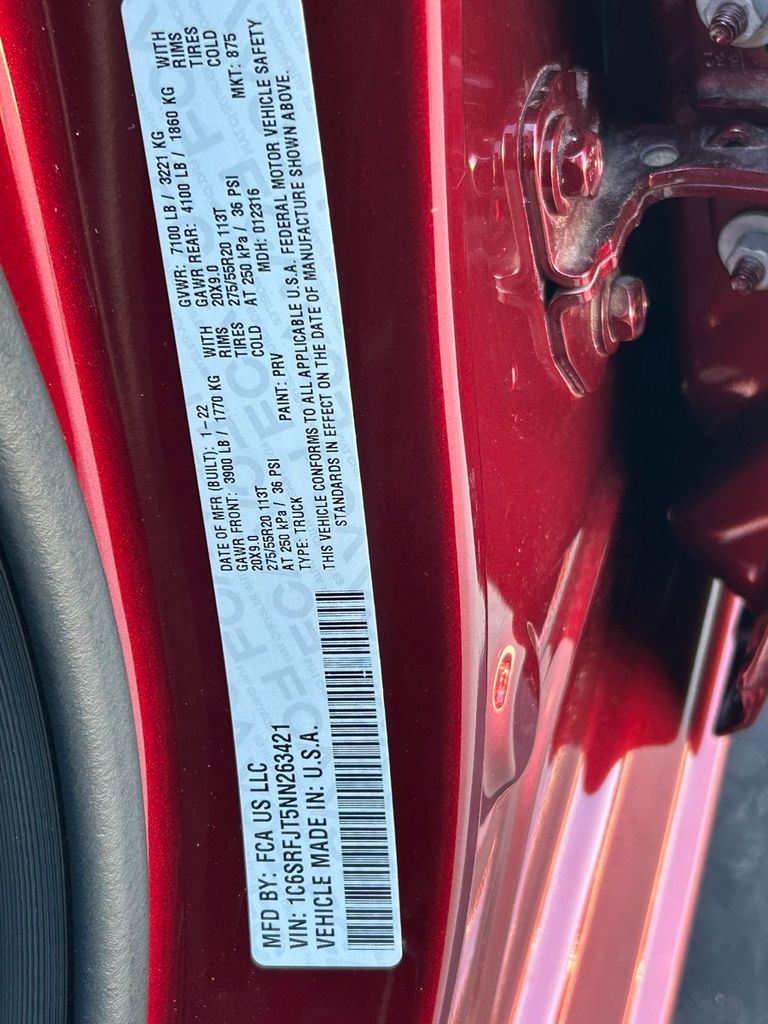 MFD BY: FCA US LLC
VIN: 1C6SRFJT5NN263421
VEHICLE MADE IN: U.S.A.
DATE OF MFR (BUILT): 1-22
GVWR: 7100 LB / 3221 KG
GAWR FRONT: 3900 LB / 1770 KG WITH
GAWR REAR: 4100 LB / 1860 KG WITH
20X9.0 RIMS
20X9.0 RIMS
275/55R20 113T TIRES
275/55R20 113T TIRES
AT 250 kPa / 36 PSI COLD
AT 250 kPa / 36 PSI COLD
TYPE: TRUCK PAINT: PRV MDH: 012316 MKT: 875
THIS VEHICLE CONFORMS TO ALL APPLICABLE U.S.A. FEDERAL MOTOR VEHICLE SAFETY
STANDARDS IN EFFECT ON THE DATE OF MANUFACTURE SHOWN ABOVE.